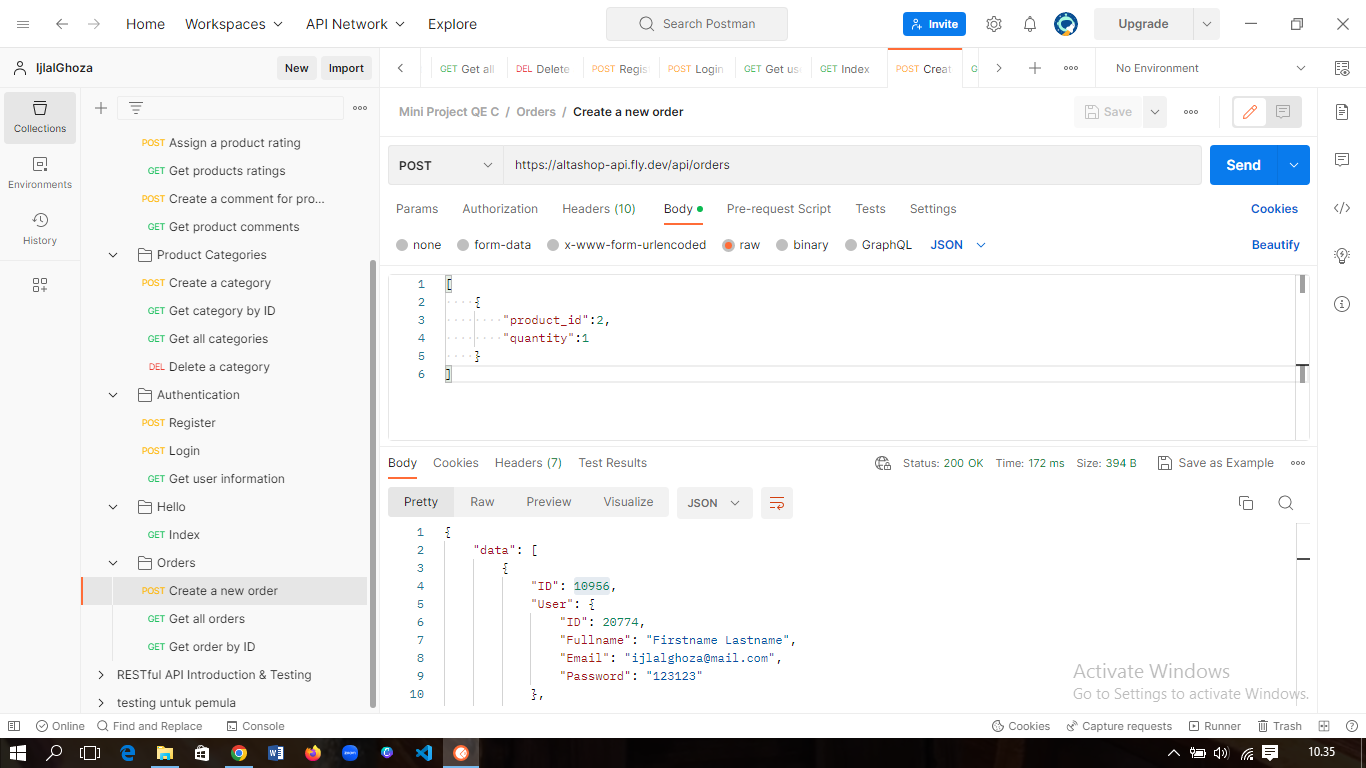 Home Workspaces API Network Explore Search Postman Invite Upgrade
IjlalGhoza New Import GET Get all DEL Delete POST Regis POST Login GET Get us GET Index POST Creat No Environment
Collections
Environments
History
POST Assign a product rating
GET Get products ratings
POST Create a comment for pro...
GET Get product comments
Product Categories
POST Create a category
GET Get category by ID
GET Get all categories
DEL Delete a category
Authentication
POST Register
POST Login
GET Get user information
Hello
GET Index
Orders
POST Create a new order
GET Get all orders
GET Get order by ID
RESTful API Introduction & Testing
testing untuk pemula
Mini Project QE C / Orders / Create a new order Save
POST https://altashop-api.fly.dev/api/orders Send
Params Authorization Headers (10) Body Pre-request Script Tests Settings Cookies
none form-data x-www-form-urlencoded raw binary GraphQL JSON Beautify
1 [
2 {
3 "product_id":2,
4 "quantity":1
5 }
6 ]
Body Cookies Headers (7) Test Results Status: 200 OK Time: 172 ms Size: 394 B Save as Example
Pretty Raw Preview Visualize JSON
1 {
2 "data": [
3 {
4 "ID": 10956,
5 "User": {
6 "ID": 20774,
7 "Fullname": "Firstname Lastname",
8 "Email": "ijlalghoza@mail.com",
9 "Password": "123123"
10 },
Activate Windows
Go to Settings to activate Windows.
Online Find and Replace Console Cookies Capture requests Runner Trash
10.35